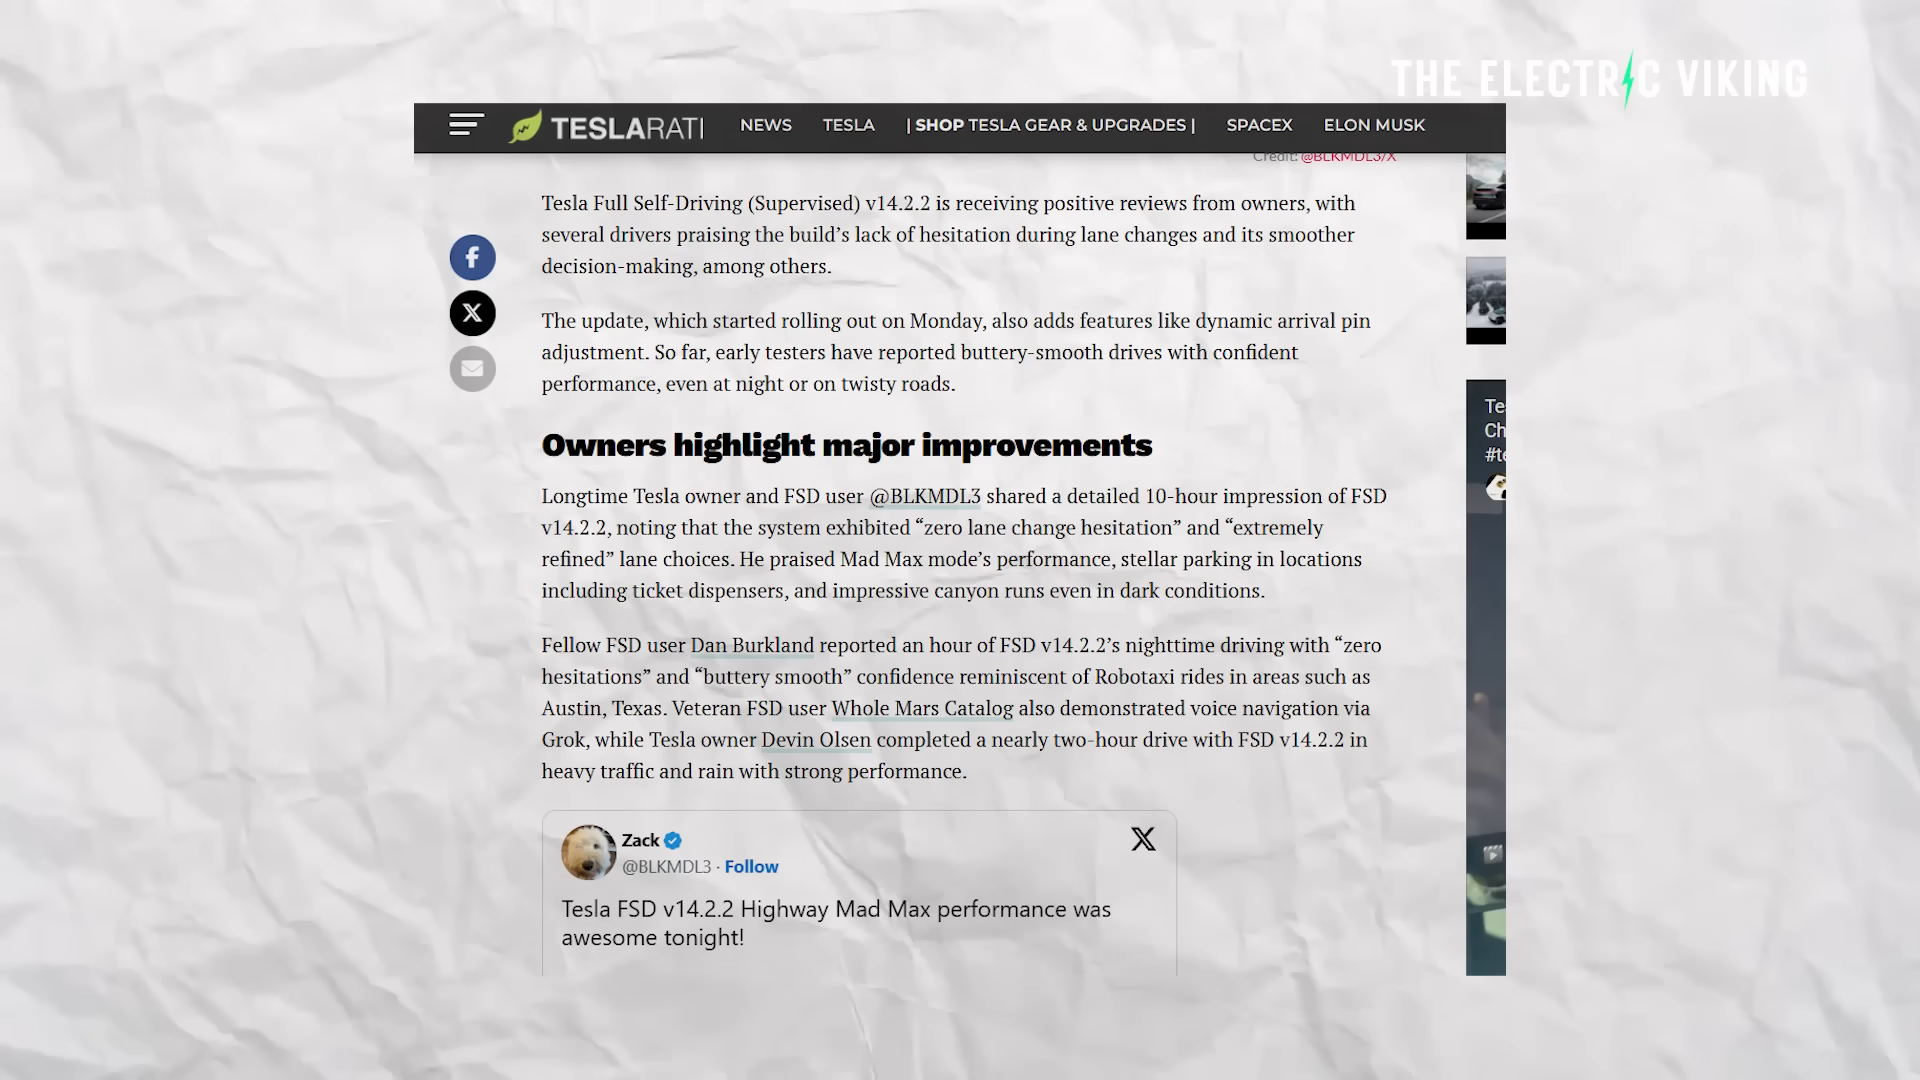 THE ELECTRIC VIKING
TESLARATI
NEWS
TESLA
| SHOP TESLA GEAR & UPGRADES |
SPACEX
ELON MUSK
Credit: @BLKMDL3/X
Tesla Full Self-Driving (Supervised) v14.2.2 is receiving positive reviews from owners, with
several drivers praising the build’s lack of hesitation during lane changes and its smoother
decision-making, among others.
The update, which started rolling out on Monday, also adds features like dynamic arrival pin
adjustment. So far, early testers have reported buttery-smooth drives with confident
performance, even at night or on twisty roads.
Owners highlight major improvements
Longtime Tesla owner and FSD user @BLKMDL3 shared a detailed 10-hour impression of FSD
v14.2.2, noting that the system exhibited “zero lane change hesitation” and “extremely
refined” lane choices. He praised Mad Max mode’s performance, stellar parking in locations
including ticket dispensers, and impressive canyon runs even in dark conditions.
Fellow FSD user Dan Burkland reported an hour of FSD v14.2.2’s nighttime driving with “zero
hesitations” and “buttery smooth” confidence reminiscent of Robotaxi rides in areas such as
Austin, Texas. Veteran FSD user Whole Mars Catalog also demonstrated voice navigation via
Grok, while Tesla owner Devin Olsen completed a nearly two-hour drive with FSD v14.2.2 in
heavy traffic and rain with strong performance.
Zack
@BLKMDL3 · Follow
Tesla FSD v14.2.2 Highway Mad Max performance was
awesome tonight!
Te
Ch
#te